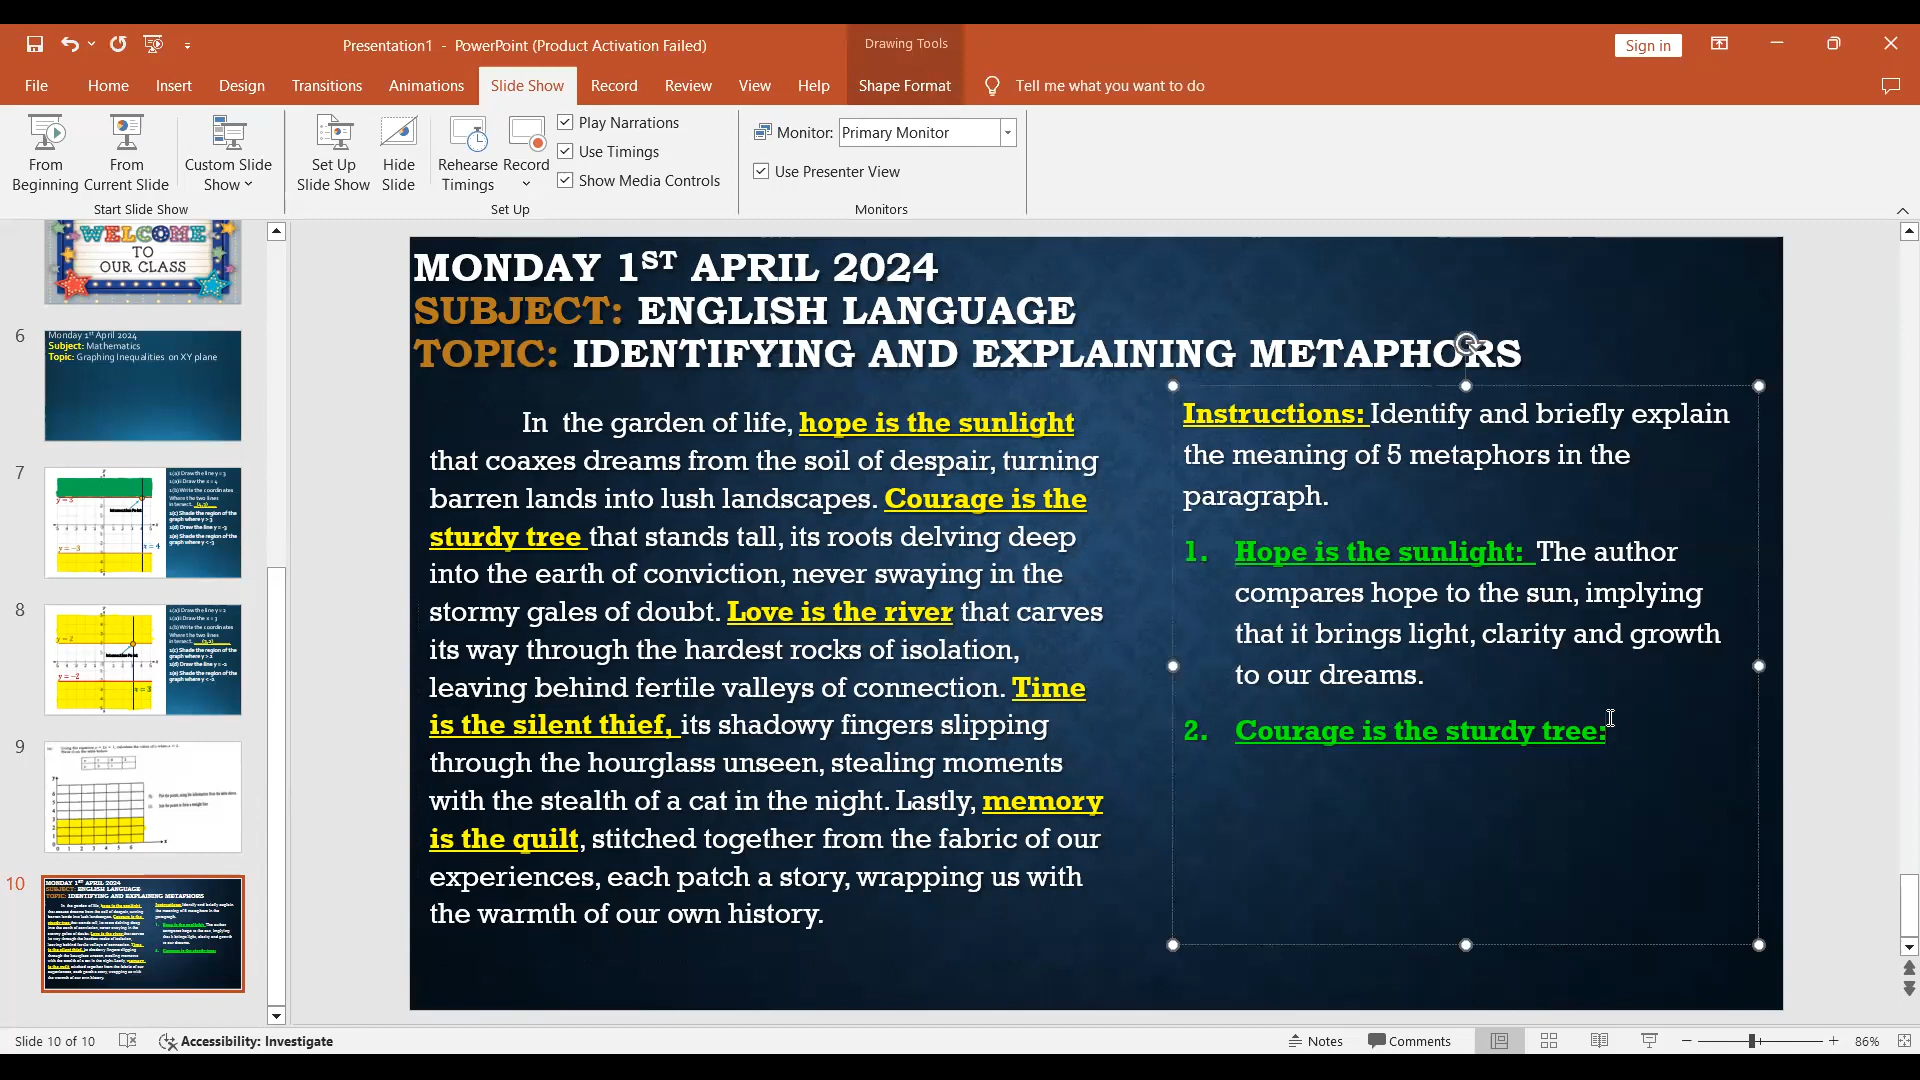 Presentation1 - PowerPoint (Product Activation Failed)
Drawing Tools
Sign in
File Home Insert Design Transitions Animations Slide Show Record Review View Help Shape Format Tell me what you want to do
From Beginning
From Current Slide
Custom Slide Show
Set Up Slide Show
Hide Slide
Rehearse Timings
Record
Play Narrations
Use Timings
Show Media Controls
Monitor: Primary Monitor
Use Presenter View
Start Slide Show
Set Up
Monitors
WELCOME
TO
OUR CLASS
6
Monday 1st April 2024
Subject: Mathematics
Topic: Graphing Inequalities on XY plane
7
8
9
10
MONDAY 1ST APRIL 2024
SUBJECT: ENGLISH LANGUAGE
TOPIC: IDENTIFYING AND EXPLAINING METAPHORS
In the garden of life, hope is the sunlight
that coaxes dreams from the soil of despair, turning
barren lands into lush landscapes. Courage is the
sturdy tree that stands tall, its roots delving deep
into the earth of conviction, never swaying in the
stormy gales of doubt. Love is the river that carves
its way through the hardest rocks of isolation,
leaving behind fertile valleys of connection. Time
is the silent thief, its shadowy fingers slipping
through the hourglass unseen, stealing moments
with the stealth of a cat in the night. Lastly, memory
is the quilt, stitched together from the fabric of our
experiences, each patch a story, wrapping us with
the warmth of our own history.
Instructions: Identify and briefly explain
the meaning of 5 metaphors in the
paragraph.
1. Hope is the sunlight: The author
compares hope to the sun, implying
that it brings light, clarity and growth
to our dreams.
2. Courage is the sturdy tree:
Slide 10 of 10
Accessibility: Investigate
Notes
Comments
86%